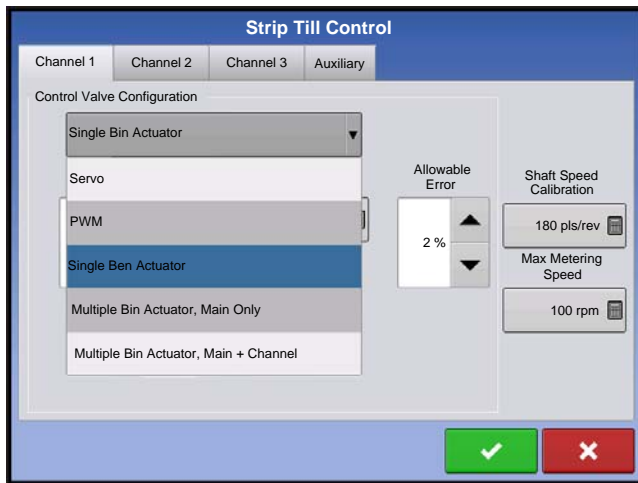 Strip Till Control
Channel 1
Channel 2
Channel 3
Auxiliary
Control Valve Configuration
Single Bin Actuator
Servo
PWM
Single Ben Actuator
Multiple Bin Actuator, Main Only
Multiple Bin Actuator, Main + Channel
Allowable
Error
2 %
Shaft Speed
Calibration
180 pls/rev
Max Metering
Speed
100 rpm